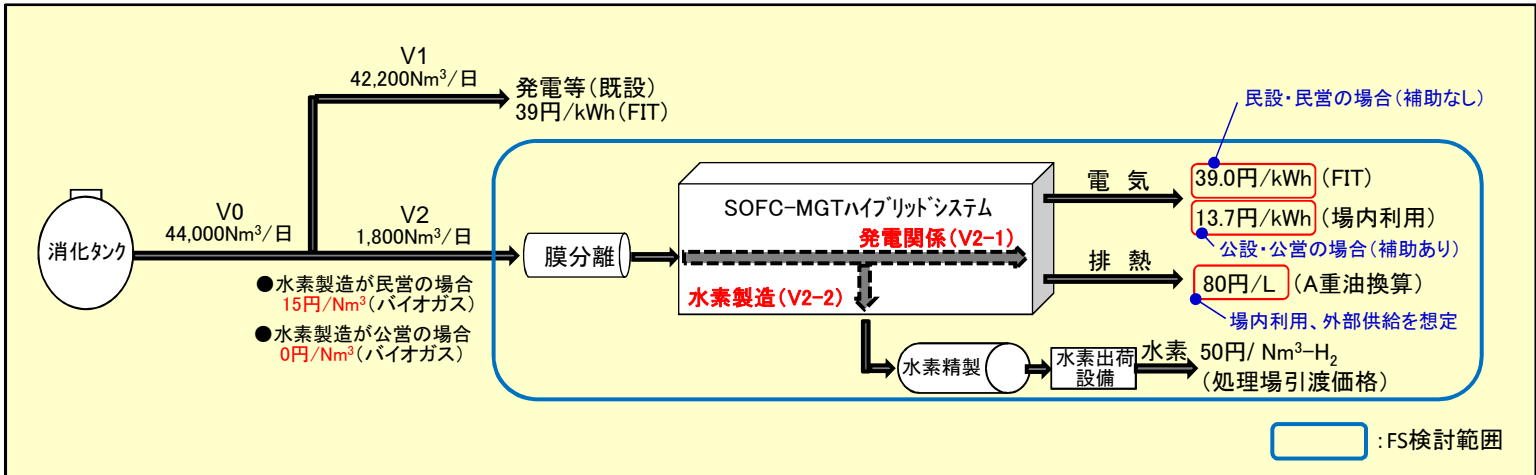 V1
42,200Nm³/日
発電等(既設)
39円/kWh(FIT)
民設・民営の場合(補助なし)
消化タンク
V0
44,000Nm³/日
V2
1,800Nm³/日
●水素製造が民営の場合
15円/Nm³(バイオガス)
●水素製造が公営の場合
0円/Nm³(バイオガス)
膜分離
SOFC-MGTハイブリッドシステム
発電関係(V2-1)
水素製造(V2-2)
電 気
39.0円/kWh (FIT)
13.7円/kWh (場内利用)
公設・公営の場合(補助あり)
排 熱
80円/L (A重油換算)
場内利用、外部供給を想定
水素精製
水素出荷
設備
水素
50円/ Nm³-H₂
(処理場引渡価格)
:FS検討範囲